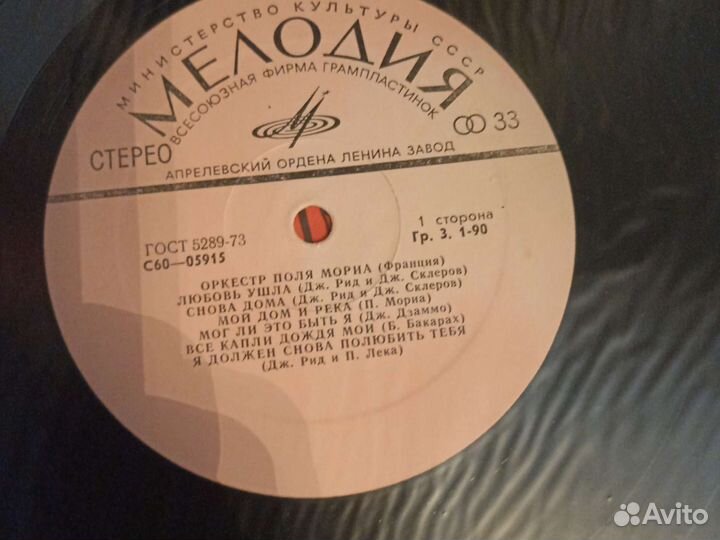 МИНИСТЕРСТВО КУЛЬТУРЫ СССР
МЕЛОДИЯ
ВСЕСОЮЗНАЯ ФИРМА ГРАМПЛАСТИНОК
СТЕРЕО
33
АПРЕЛЕВСКИЙ ОРДЕНА ЛЕНИНА ЗАВОД
ГОСТ 5289-73
С60—05915
1 сторона
Гр. 3. 1-90
ОРКЕСТР ПОЛЯ МОРИА (Франция)
ЛЮБОВЬ УШЛА (Дж. Рид и Дж. Склеров)
СНОВА ДОМА (Дж. Рид и Дж. Склеров)
МОЙ ДОМ И РЕКА (П. Мориа)
МОГ ЛИ ЭТО БЫТЬ Я (Дж. Дзаммо)
ВСЕ КАПЛИ ДОЖДЯ МОИ (Б. Бакарах)
Я ДОЛЖЕН СНОВА ПОЛЮБИТЬ ТЕБЯ
(Дж. Рид и П. Лека)
Avito